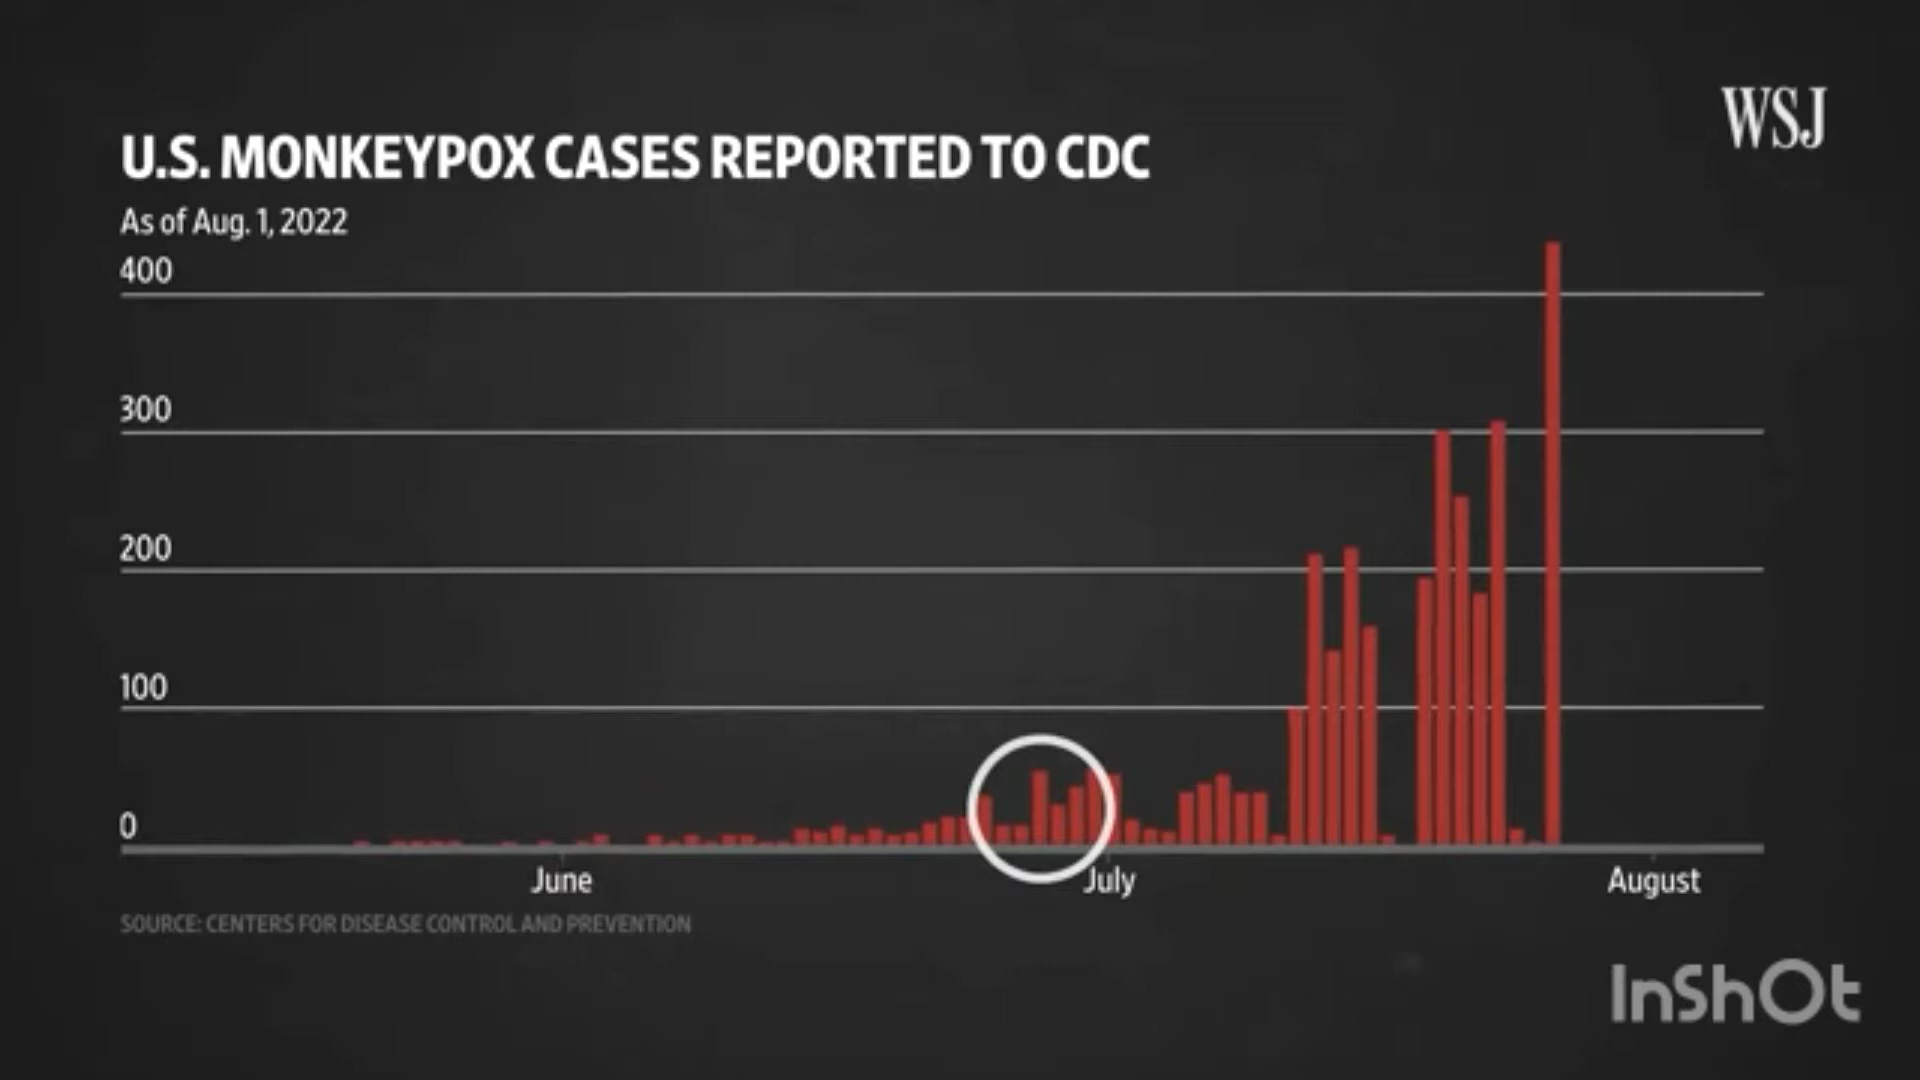 WSJ
U.S. MONKEYPOX CASES REPORTED TO CDC
As of Aug. 1, 2022
400
300
200
100
0
June July August
SOURCE: CENTERS FOR DISEASE CONTROL AND PREVENTION
InShOt